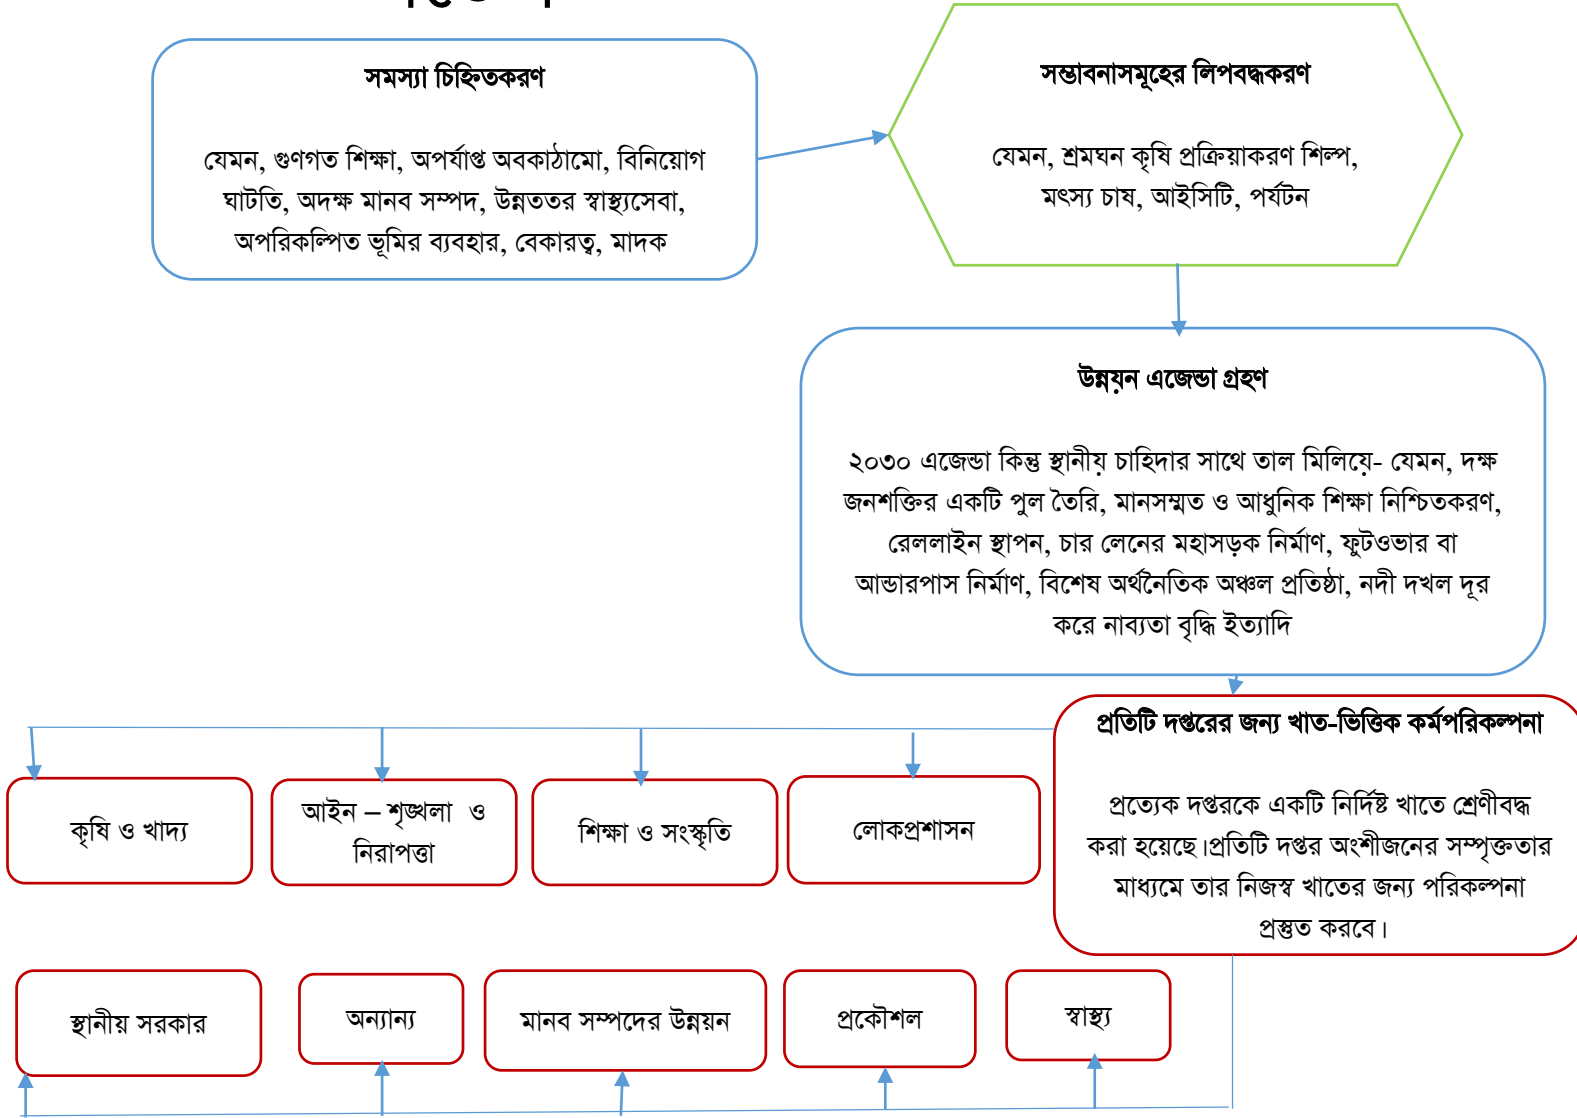 সমস্যা চিহ্নিতকরণ
যেমন, গুণগত শিক্ষা, অপর্যাপ্ত অবকাঠামো, বিনিয়োগ
ঘাটতি, অদক্ষ মানব সম্পদ, উন্নততর স্বাস্থ্যসেবা,
অপরিকল্পিত ভূমির ব্যবহার, বেকারত্ব, মাদক
সম্ভাবনাসমূহের লিপবদ্ধকরণ
যেমন, শ্রমঘন কৃষি প্রক্রিয়াকরণ শিল্প,
মৎস্য চাষ, আইসিটি, পর্যটন
উন্নয়ন এজেন্ডা গ্রহণ
২০৩০ এজেন্ডা কিন্তু স্থানীয় চাহিদার সাথে তাল মিলিয়ে- যেমন, দক্ষ
জনশক্তির একটি পুল তৈরি, মানসম্মত ও আধুনিক শিক্ষা নিশ্চিতকরণ,
রেললাইন স্থাপন, চার লেনের মহাসড়ক নির্মাণ, ফুটওভার বা
আন্ডারপাস নির্মাণ, বিশেষ অর্থনৈতিক অঞ্চল প্রতিষ্ঠা, নদী দখল দূর
করে নাব্যতা বৃদ্ধি ইত্যাদি
প্রতিটি দপ্তরের জন্য খাত-ভিত্তিক কর্মপরিকল্পনা
প্রত্যেক দপ্তরকে একটি নির্দিষ্ট খাতে শ্রেণীবদ্ধ
করা হয়েছে।প্রতিটি দপ্তর অংশীজনের সম্পৃক্ততার
মাধ্যমে তার নিজস্ব খাতের জন্য পরিকল্পনা
প্রস্তুত করবে।
কৃষি ও খাদ্য
আইন – শৃঙ্খলা ও
নিরাপত্তা
শিক্ষা ও সংস্কৃতি
লোকপ্রশাসন
স্থানীয় সরকার
অন্যান্য
মানব সম্পদের উন্নয়ন
প্রকৌশল
স্বাস্থ্য